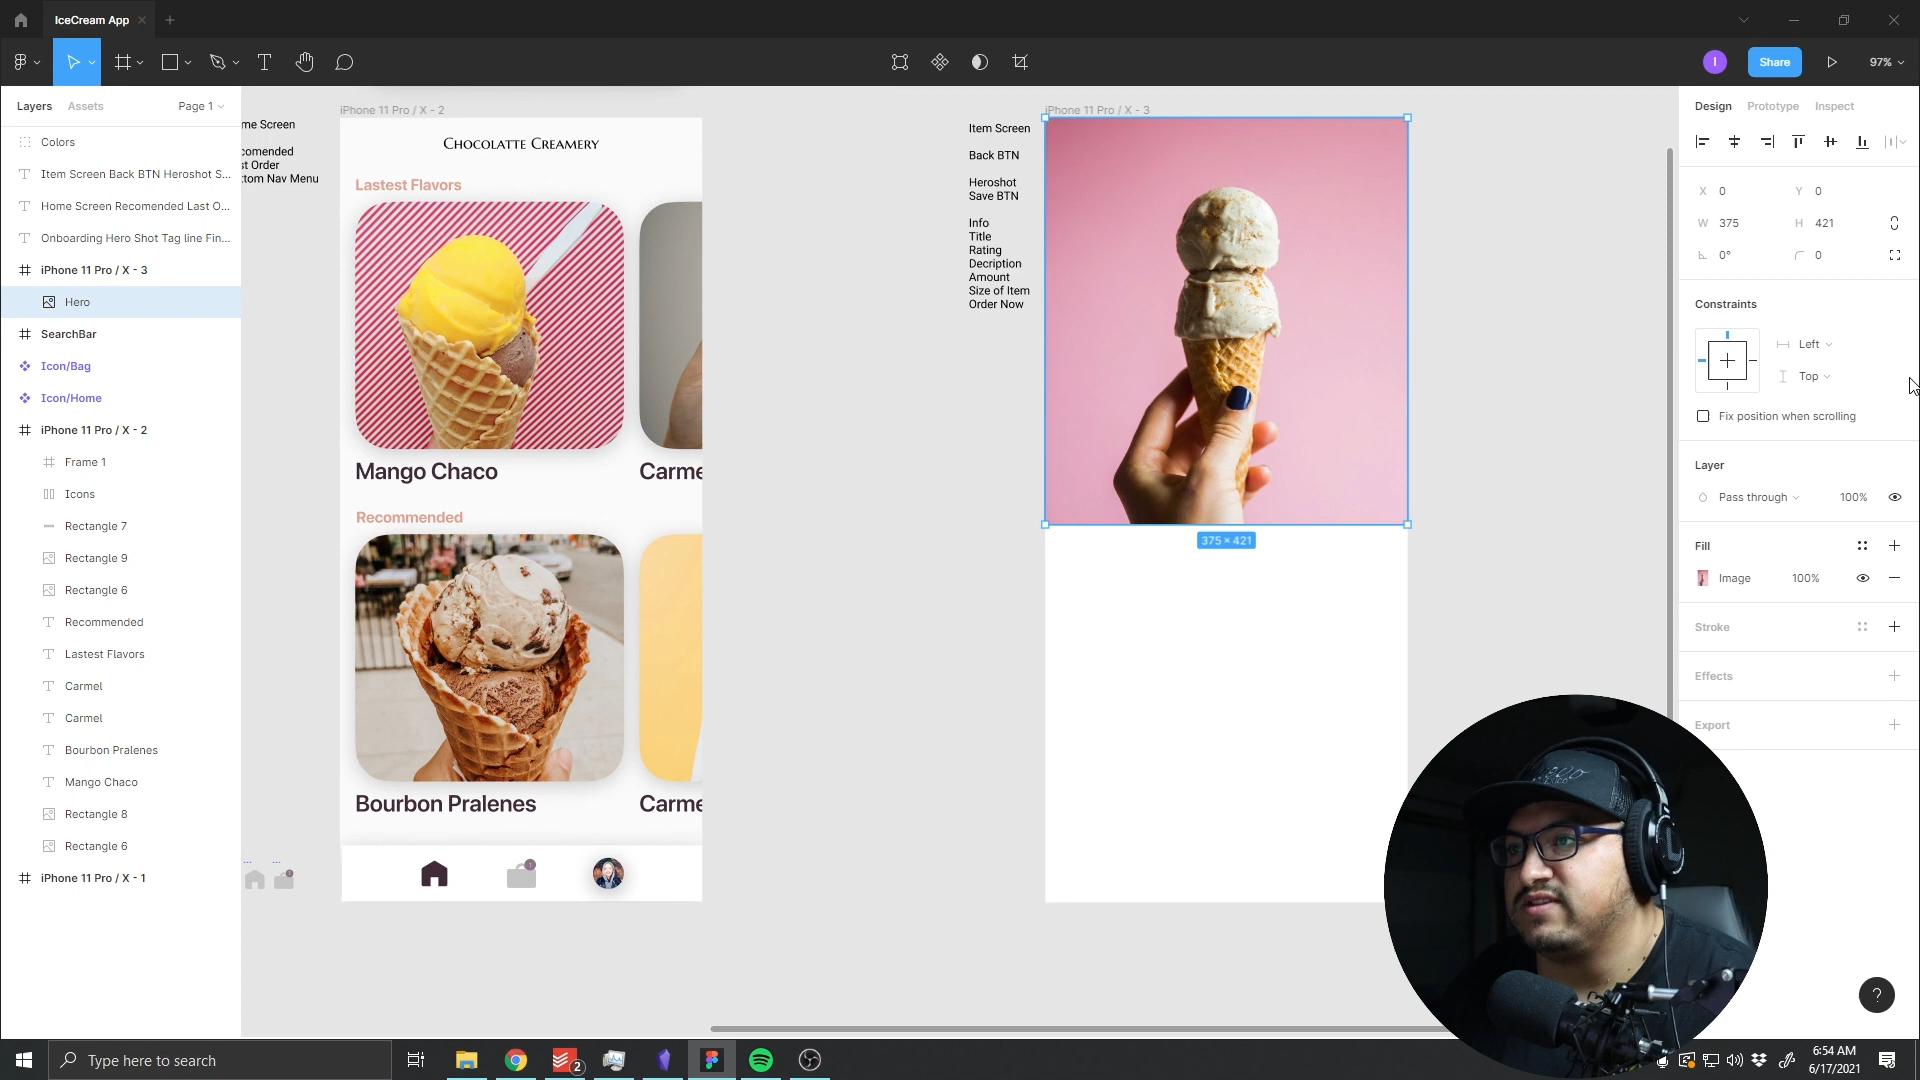 IceCream App
Share
97%
Layers
Assets
Page 1
Colors
Item Screen Back BTN Heroshot S...
Home Screen Recomended Last O...
Onboarding Hero Shot Tag line Fin...
iPhone 11 Pro / X - 3
Hero
SearchBar
Icon/Bag
Icon/Home
iPhone 11 Pro / X - 2
Frame 1
Icons
Rectangle 7
Rectangle 9
Rectangle 6
Recommended
Lastest Flavors
Carmel
Carmel
Bourbon Pralenes
Mango Chaco
Rectangle 8
Rectangle 6
iPhone 11 Pro / X - 1
me Screen
comended
st Order
ttom Nav Menu
iPhone 11 Pro / X - 2
Chocolatte Creamery
Lastest Flavors
Mango Chaco
Carme
Recommended
Bourbon Pralenes
Carme
Item Screen
Back BTN
Heroshot
Save BTN
Info
Title
Rating
Decription
Amount
Size of Item
Order Now
iPhone 11 Pro / X - 3
375 × 421
Design
Prototype
Inspect
X 0
Y 0
W 375
H 421
0°
0
Constraints
Left
Top
Fix position when scrolling
Layer
Pass through
100%
Fill
Image
100%
Stroke
Effects
Export
?
Type here to search
2
6:54 AM
6/17/2021